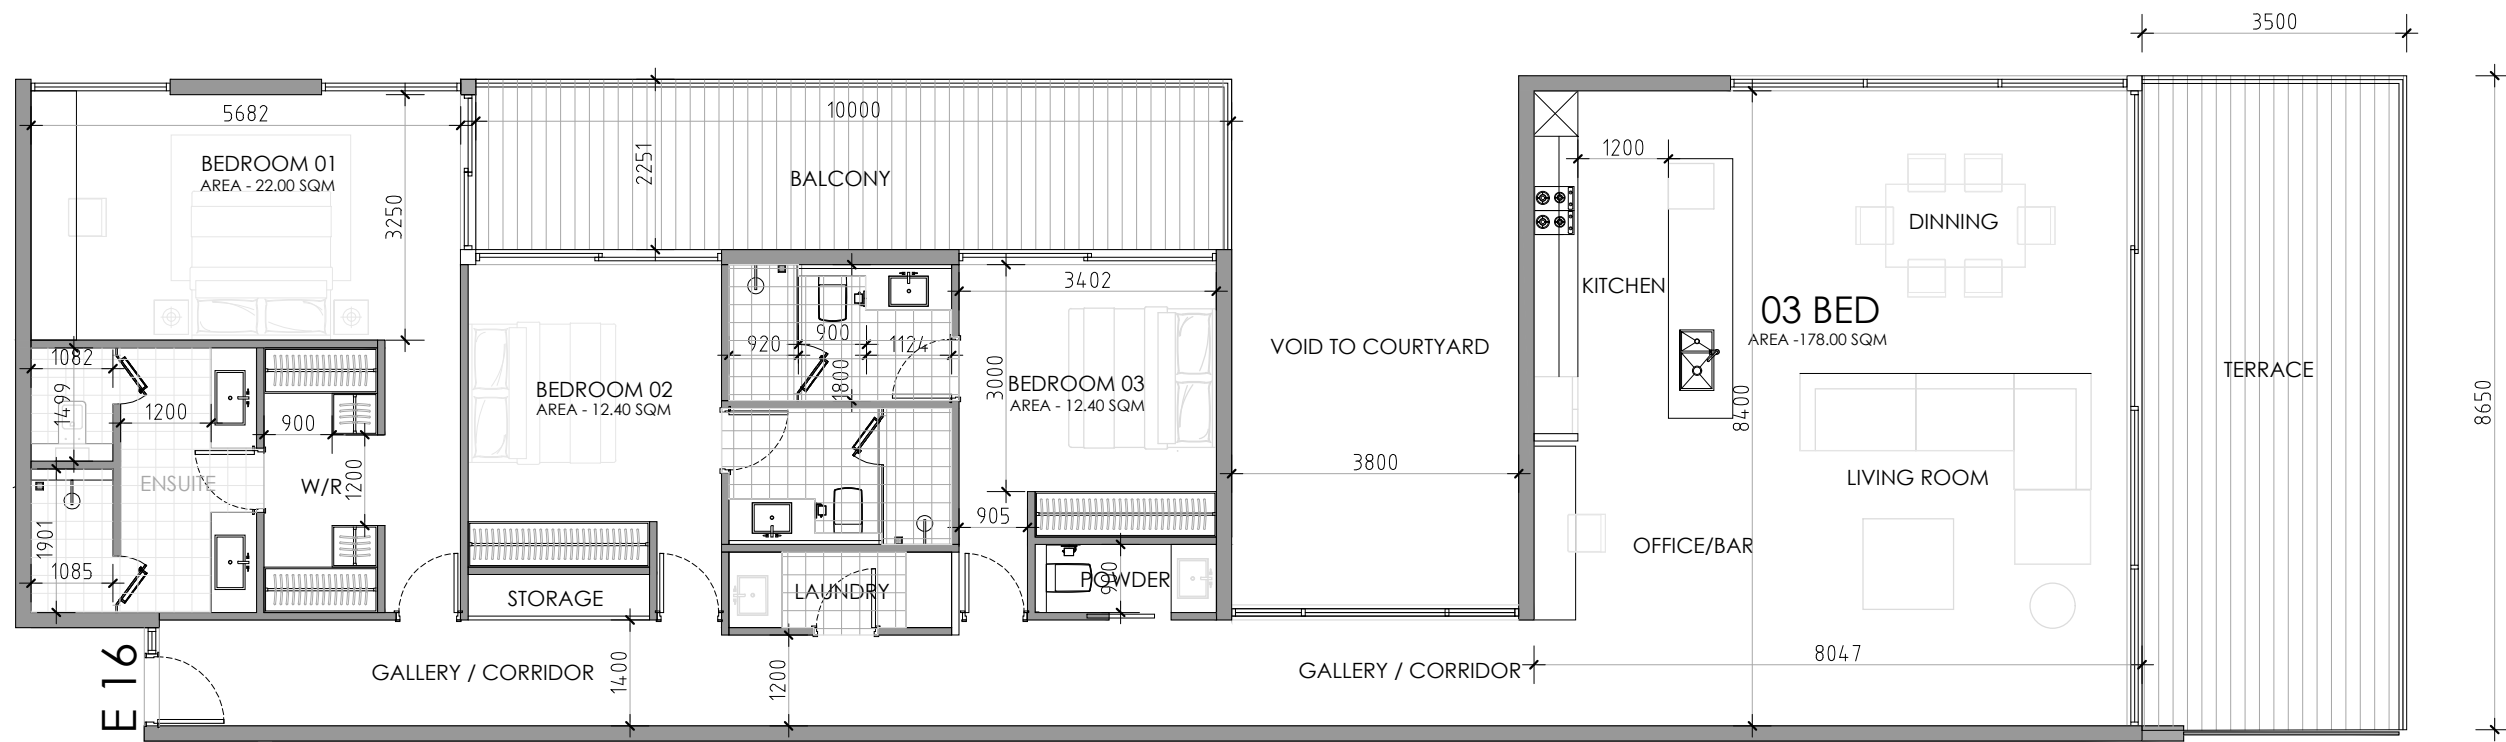 3500
5682
10000
BEDROOM 01
AREA - 22.00 SQM
2251
BALCONY
1200
3250
DINNING
8650
KITCHEN
3402
03 BED
AREA -178.00 SQM
920
900
1124
1800
3000
VOID TO COURTYARD
TERRACE
1082
1499
1200
900
BEDROOM 02
AREA - 12.40 SQM
BEDROOM 03
AREA - 12.40 SQM
8400
3800
LIVING ROOM
ENSUITE
W/R
1200
905
1901
1085
OFFICE/BAR
STORAGE
LAUNDRY
POWDER
990
E 16
GALLERY / CORRIDOR
1400
1200
GALLERY / CORRIDOR
8047